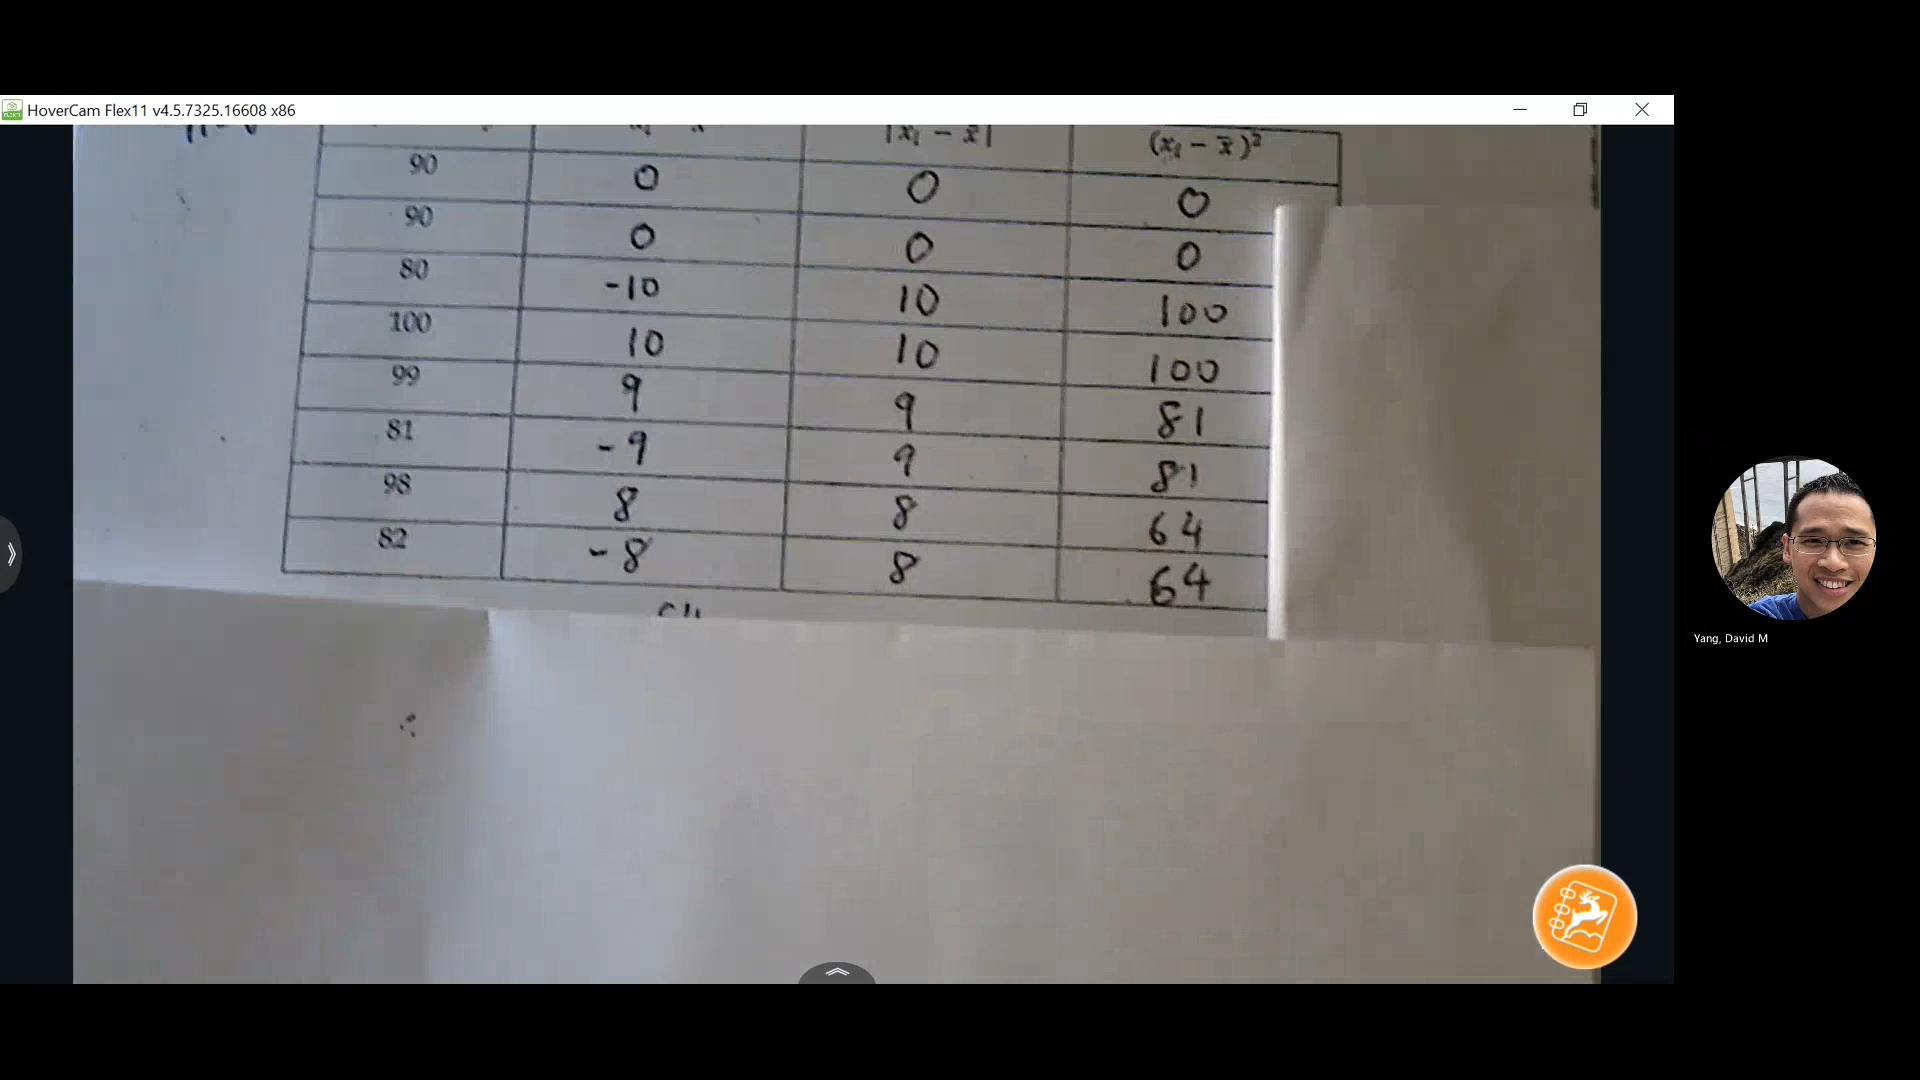 HoverCam Flex11 v4.5.7325.16608 x86
|xᵢ − x̄| (xᵢ − x̄)²
90 0 0 0
90 0 0 0
80 -10 10 100
100 10 10 100
99 9 9 81
81 -9 9 81
98 8 8 64
82 -8 8 64
Yang, David M